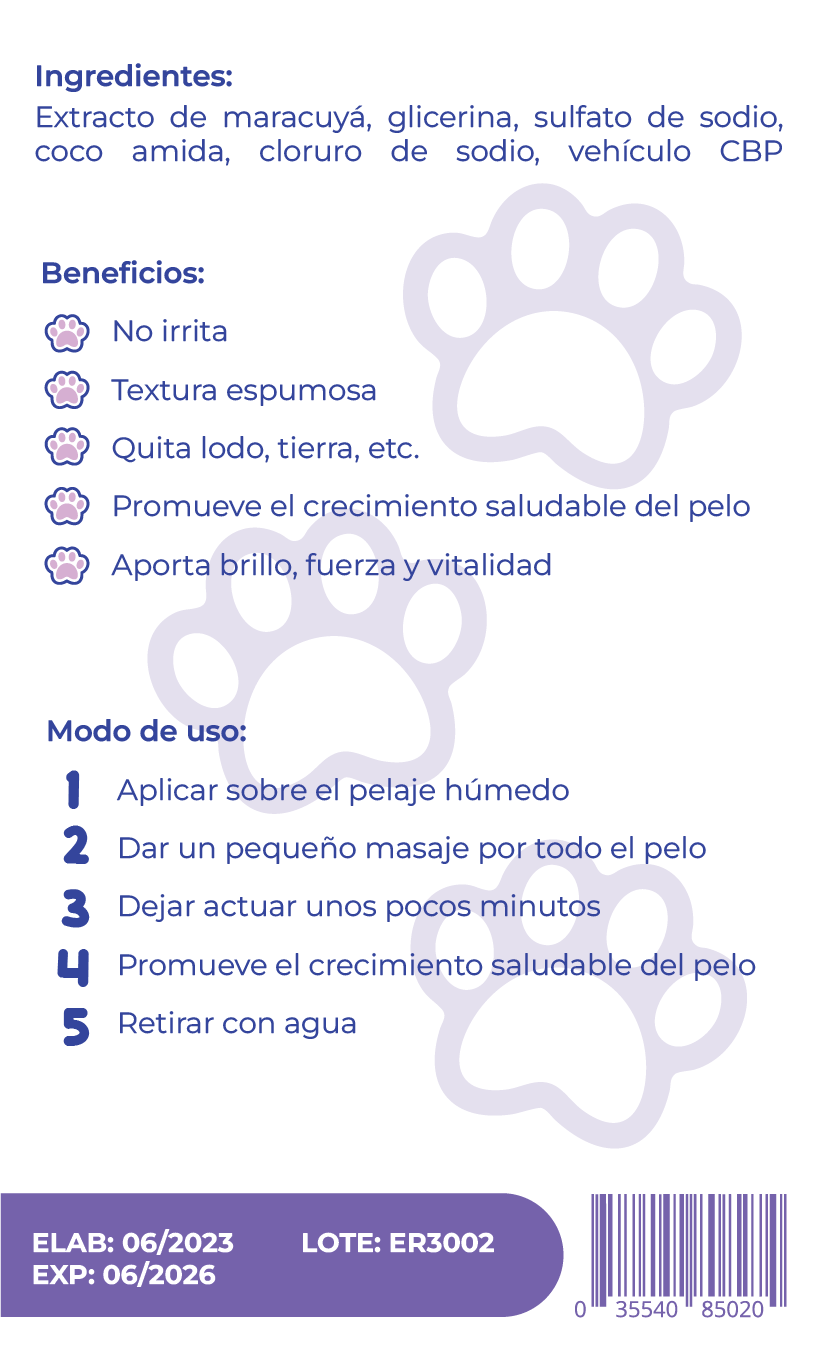 Ingredientes:
Extracto de maracuyá, glicerina, sulfato de sodio,
coco amida, cloruro de sodio, vehículo CBP
Beneficios:
No irrita
Textura espumosa
Quita lodo, tierra, etc.
Promueve el crecimiento saludable del pelo
Aporta brillo, fuerza y vitalidad
Modo de uso:
1 Aplicar sobre el pelaje húmedo
2 Dar un pequeño masaje por todo el pelo
3 Dejar actuar unos pocos minutos
4 Promueve el crecimiento saludable del pelo
5 Retirar con agua
ELAB: 06/2023 LOTE: ER3002
EXP: 06/2026
0 35540 85020